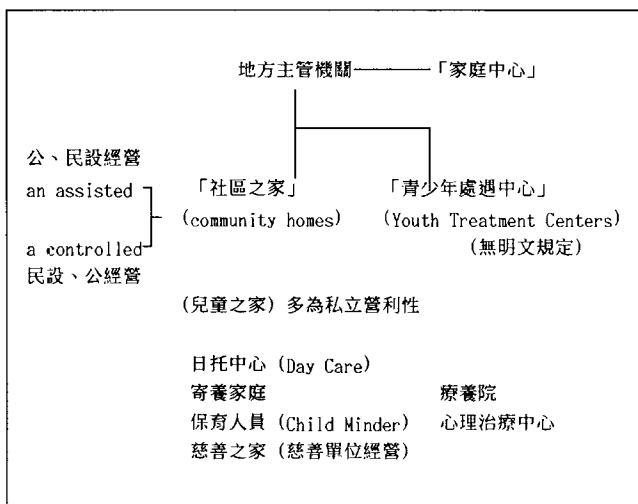 地方主管機關 「家庭中心」
公、民設經營
an assisted 「社區之家」 「青少年處遇中心」
(community homes) (Youth Treatment Centers)
a controlled (無明文規定)
民設、公經營
(兒童之家) 多為私立營利性
日托中心 (Day Care)
寄養家庭 療養院
保育人員 (Child Minder) 心理治療中心
慈善之家 (慈善單位經營)